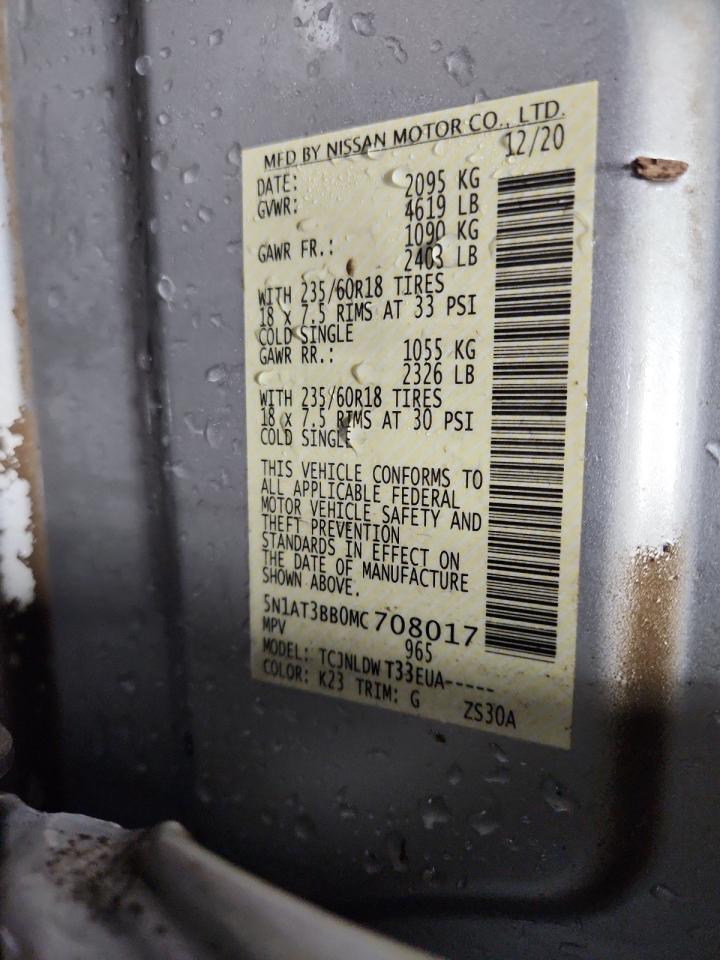 MFD BY NISSAN MOTOR CO., LTD.
DATE: 12/20
GVWR: 2095 KG
4619 LB
GAWR FR.: 1090 KG
2403 LB
WITH 235/60R18 TIRES
18 x 7.5 RIMS AT 33 PSI
COLD SINGLE
GAWR RR.: 1055 KG
2326 LB
WITH 235/60R18 TIRES
18 x 7.5 RIMS AT 30 PSI
COLD SINGLE
THIS VEHICLE CONFORMS TO
ALL APPLICABLE FEDERAL
MOTOR VEHICLE SAFETY AND
THEFT PREVENTION
STANDARDS IN EFFECT ON
THE DATE OF MANUFACTURE
SHOWN ABOVE.
5N1AT3BB0MC708017
MPV 965
MODEL: TCJNLDWT33EUA-----
COLOR: K23 TRIM: G ZS30A